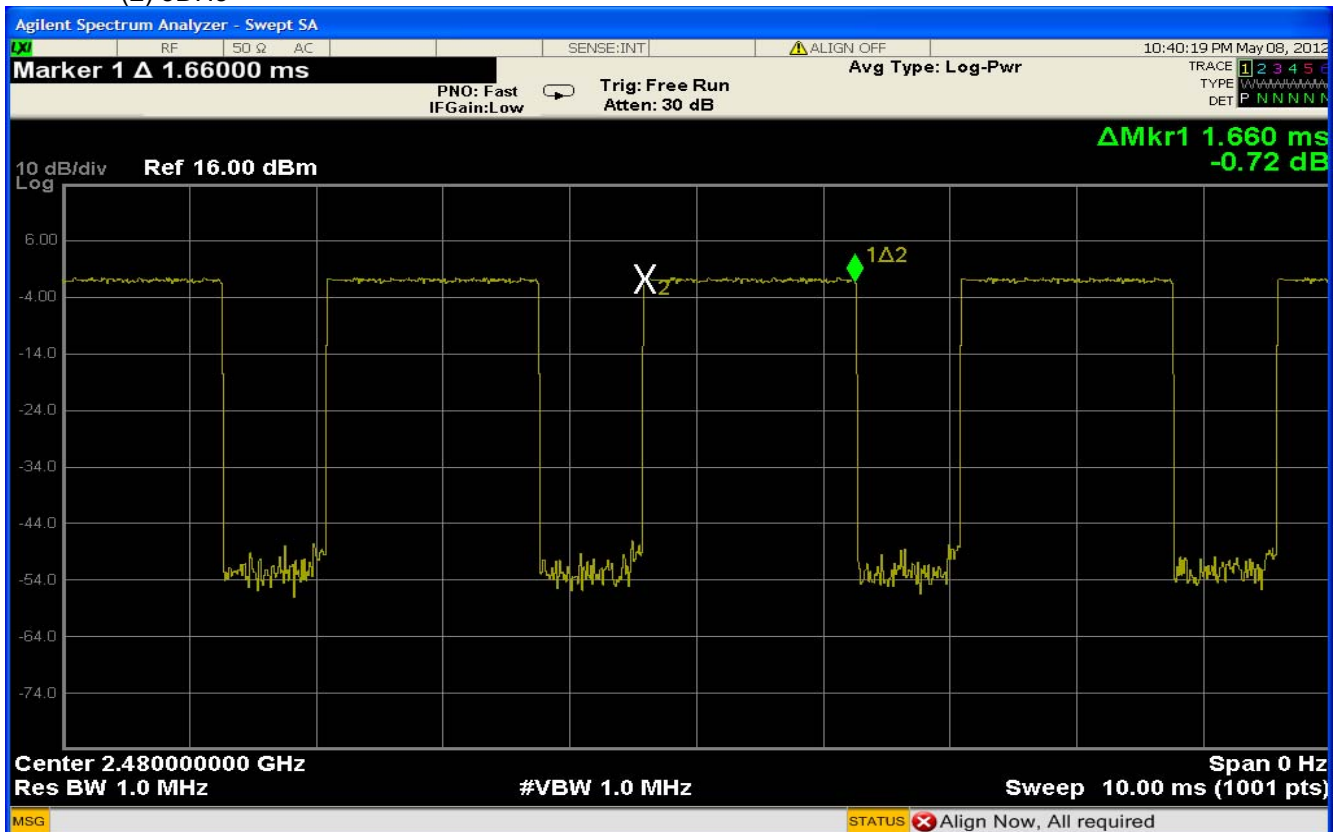 Agilent Spectrum Analyzer - Swept SA
LXI RF 50 Ω AC SENSE:INT ALIGN OFF 10:40:19 PM May 08, 2012
Marker 1 Δ 1.66000 ms
PNO: Fast
IFGain:Low
Trig: Free Run
Atten: 30 dB
Avg Type: Log-Pwr
TRACE 1 2 3 4 5 6
TYPE
DET P N N N N N
ΔMkr1 1.660 ms
-0.72 dB
10 dB/div Ref 16.00 dBm
Log
6.00
1Δ2
X2
-4.00
-14.0
-24.0
-34.0
-44.0
-54.0
-64.0
-74.0
Center 2.480000000 GHz Span 0 Hz
Res BW 1.0 MHz #VBW 1.0 MHz Sweep 10.00 ms (1001 pts)
MSG STATUS Align Now, All required